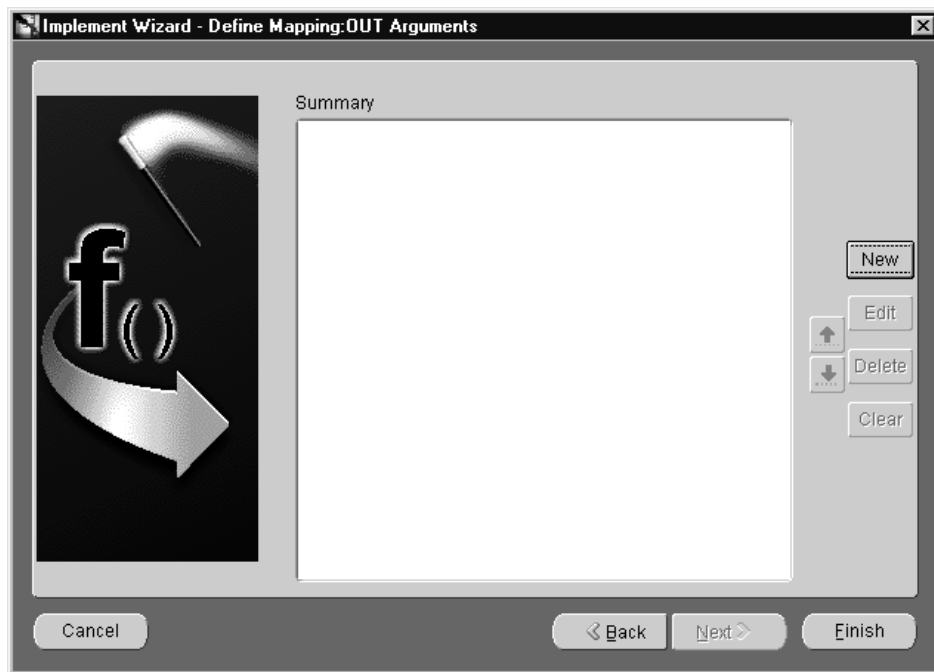 Implement Wizard - Define Mapping:OUT Arguments
Summary
f()
New
Edit
Delete
Clear
Cancel
Back
Next
Finish